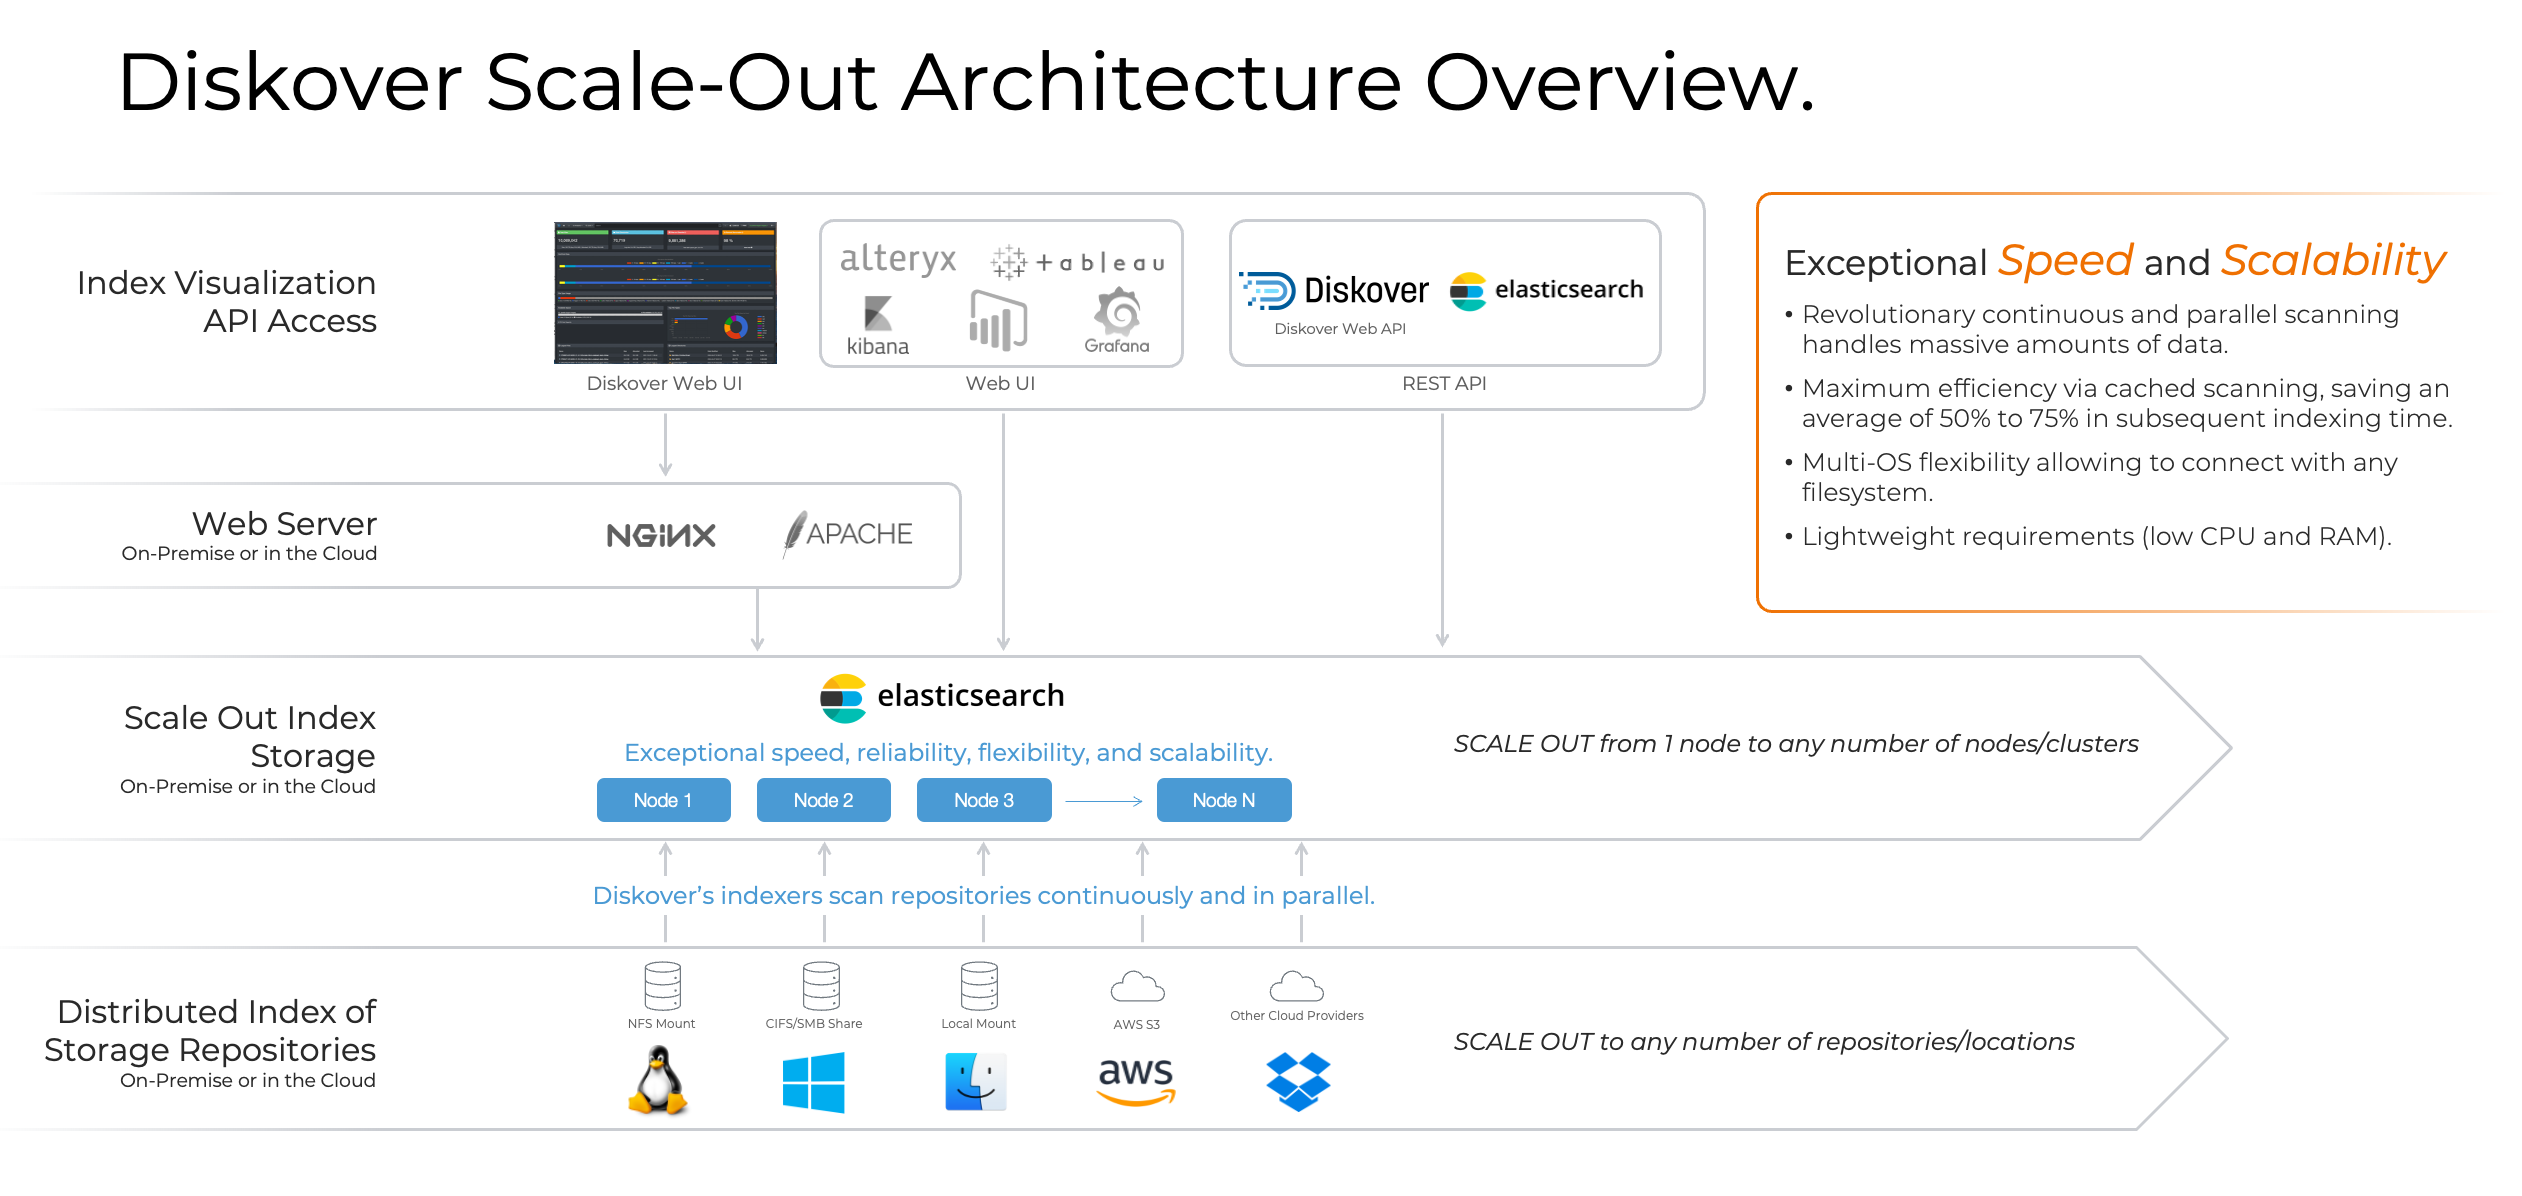 Diskover Scale-Out Architecture Overview.
Index Visualization
API Access
Diskover Web UI
alteryx
+ableau
kibana
Grafana
Web UI
Diskover
Diskover Web API
elasticsearch
REST API
Exceptional Speed and Scalability
• Revolutionary continuous and parallel scanning
handles massive amounts of data.
• Maximum efficiency via cached scanning, saving an
average of 50% to 75% in subsequent indexing time.
• Multi-OS flexibility allowing to connect with any
filesystem.
• Lightweight requirements (low CPU and RAM).
Web Server
On-Premise or in the Cloud
NGINX
APACHE
Scale Out Index
Storage
On-Premise or in the Cloud
elasticsearch
Exceptional speed, reliability, flexibility, and scalability.
Node 1
Node 2
Node 3
Node N
SCALE OUT from 1 node to any number of nodes/clusters
Diskover’s indexers scan repositories continuously and in parallel.
Distributed Index of
Storage Repositories
On-Premise or in the Cloud
NFS Mount
CIFS/SMB Share
Local Mount
AWS S3
Other Cloud Providers
aws
SCALE OUT to any number of repositories/locations